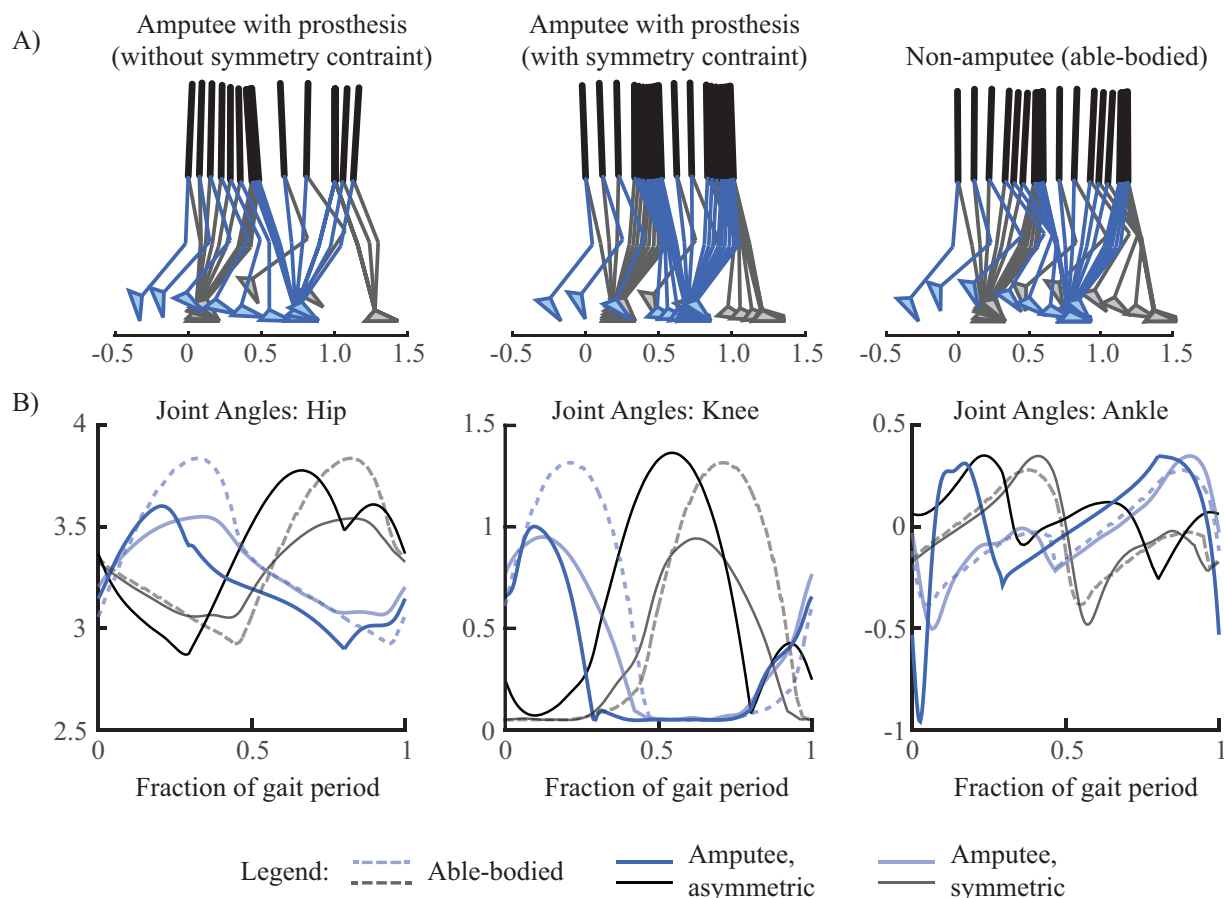 A)
Amputee with prosthesis
(without symmetry contraint)
Amputee with prosthesis
(with symmetry contraint)
Non-amputee (able-bodied)
-0.5 0 0.5 1.0 1.5
-0.5 0 0.5 1.0 1.5
-0.5 0 0.5 1.0 1.5
B)
Joint Angles: Hip
4
3.5
3
2.5
0 0.5 1
Fraction of gait period
Joint Angles: Knee
1.5
1
0.5
0
0 0.5 1
Fraction of gait period
Joint Angles: Ankle
0.5
0
-0.5
-1
0 0.5 1
Fraction of gait period
Legend:
Able-bodied
Amputee,
asymmetric
Amputee,
symmetric